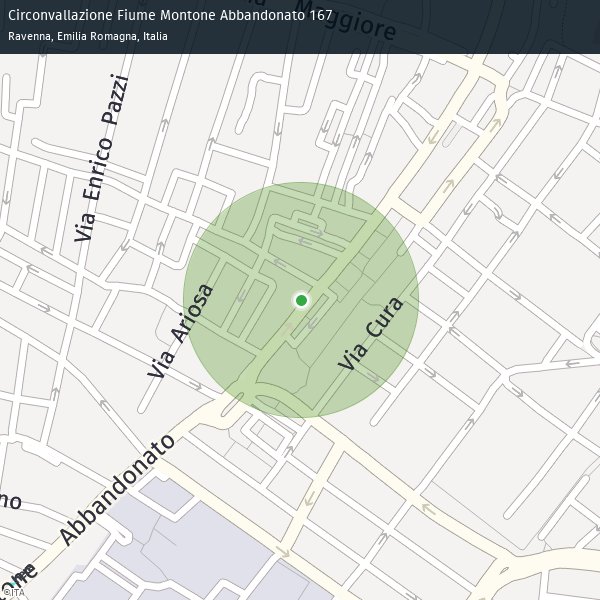 Circonvallazione Fiume Montone Abbandonato 167
Ravenna, Emilia Romagna, Italia
Maggiore
Via Enrico Pazzi
Via Ariosa
Via Cura
Abbandonato
no
one
©ITA